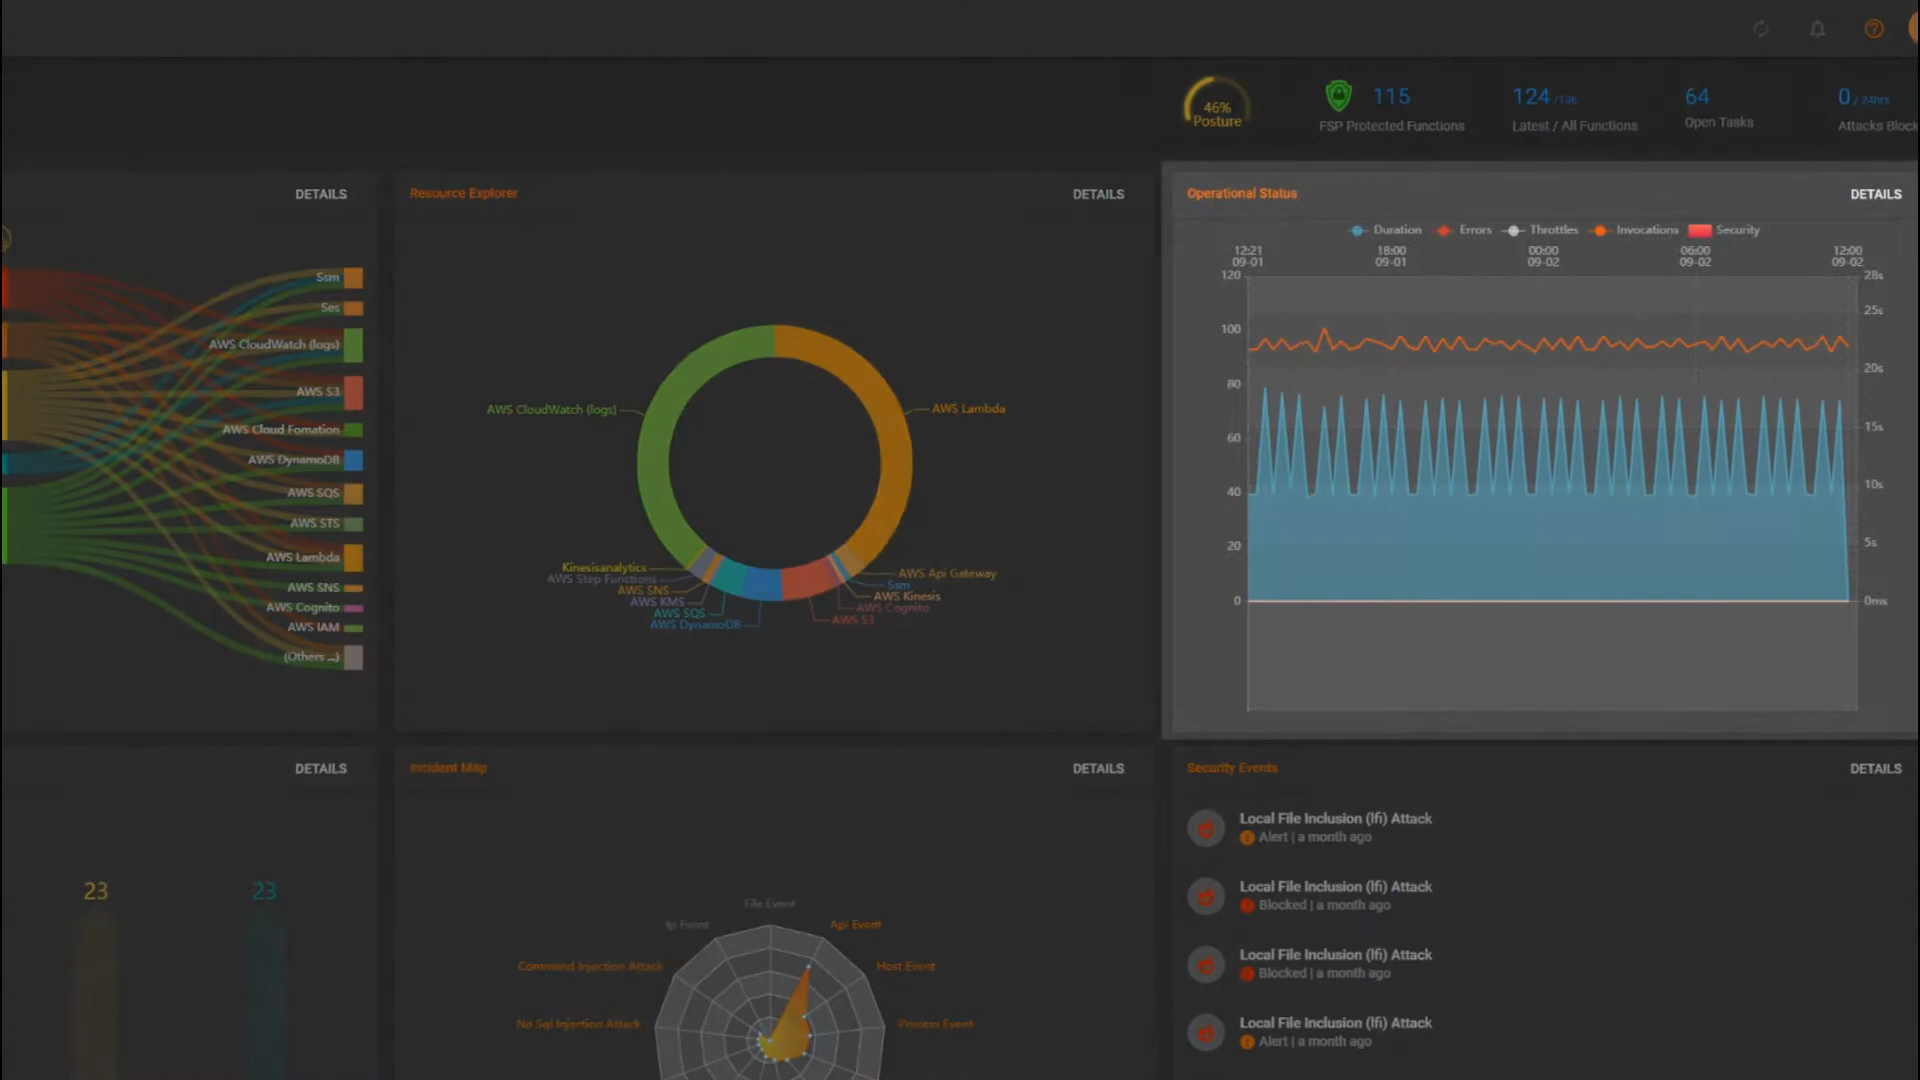 46%
Posture
115
FSP Protected Functions
124 /136
Latest / All Functions
64
Open Tasks
0 / 24hrs
Attacks Block
DETAILS
Ssm
Ses
AWS CloudWatch (logs)
AWS S3
AWS Cloud Fomation
AWS DynamoDB
AWS SQS
AWS STS
AWS Lambda
AWS SNS
AWS Cognito
AWS IAM
(Others ...)
Resource Explorer
DETAILS
AWS CloudWatch (logs)
AWS Lambda
Kinesisanalytics
AWS Step Functions
AWS SNS
AWS KMS
AWS SQS
AWS DynamoDB
AWS Api Gateway
Ssm
AWS Kinesis
AWS Cognito
AWS S3
Operational Status
DETAILS
Duration Errors Throttles Invocations Security
12:21 18:00 00:00 06:00 12:00
09-01 09-01 09-02 09-02 09-02
120 28s
25s
100
20s
80
15s
60
40 10s
20 5s
0 0ms
DETAILS
23 23
Incident Map
DETAILS
File Event
Ip Event
Api Event
Command Injection Attack
Host Event
No Sql Injection Attack
Process Event
Security Events
DETAILS
Local File Inclusion (lfi) Attack
Alert | a month ago
Local File Inclusion (lfi) Attack
Blocked | a month ago
Local File Inclusion (lfi) Attack
Blocked | a month ago
Local File Inclusion (lfi) Attack
Alert | a month ago